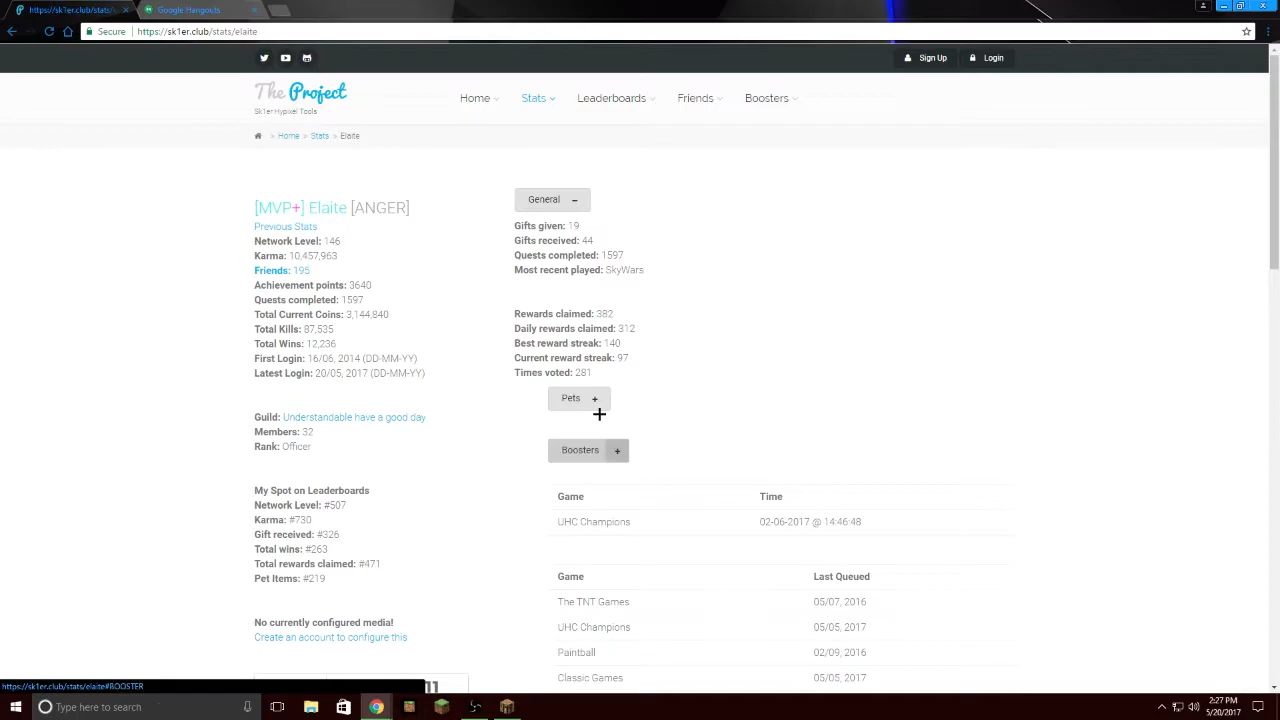 https://sk1er.club/stats/
Google Hangouts
Secure
https://sk1er.club/stats/elaite
Sign Up
Login
The Project
Sk1er Hypixel Tools
Home
Stats
Leaderboards
Friends
Boosters
» Home » Stats » Elaite
[MVP+] Elaite [ANGER]
Previous Stats
Network Level: 146
Karma: 10,457,963
Friends: 195
Achievement points: 3640
Quests completed: 1597
Total Current Coins: 3,144,840
Total Kills: 87,535
Total Wins: 12,236
First Login: 16/06, 2014 (DD-MM-YY)
Latest Login: 20/05, 2017 (DD-MM-YY)
Guild: Understandable have a good day
Members: 32
Rank: Officer
My Spot on Leaderboards
Network Level: #507
Karma: #730
Gift received: #326
Total wins: #263
Total rewards claimed: #471
Pet Items: #219
No currently configured media!
Create an account to configure this
General –
Gifts given: 19
Gifts received: 44
Quests completed: 1597
Most recent played: SkyWars
Rewards claimed: 382
Daily rewards claimed: 312
Best reward streak: 140
Current reward streak: 97
Times voted: 281
Pets +
Boosters +
Game Time
UHC Champions 02-06-2017 @ 14:46:48
Game Last Queued
The TNT Games 05/07, 2016
UHC Champions 05/05, 2017
Paintball 02/09, 2016
Classic Games 05/05, 2017
https://sk1er.club/stats/elaite#BOOSTER
Type here to search
2:27 PM
5/20/2017